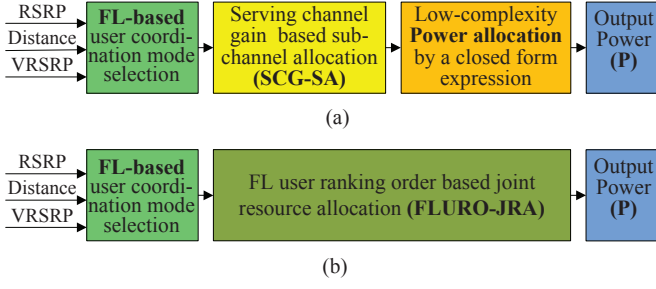 RSRP
Distance
VRSRP
FL-based
user coordi-
nation mode
selection
Serving channel
gain based sub-
channel allocation
(SCG-SA)
Low-complexity
Power allocation
by a closed form
expression
Output
Power
(P)
(a)
RSRP
Distance
VRSRP
FL-based
user coordi-
nation mode
selection
FL user ranking order based joint
resource allocation (FLURO-JRA)
Output
Power
(P)
(b)